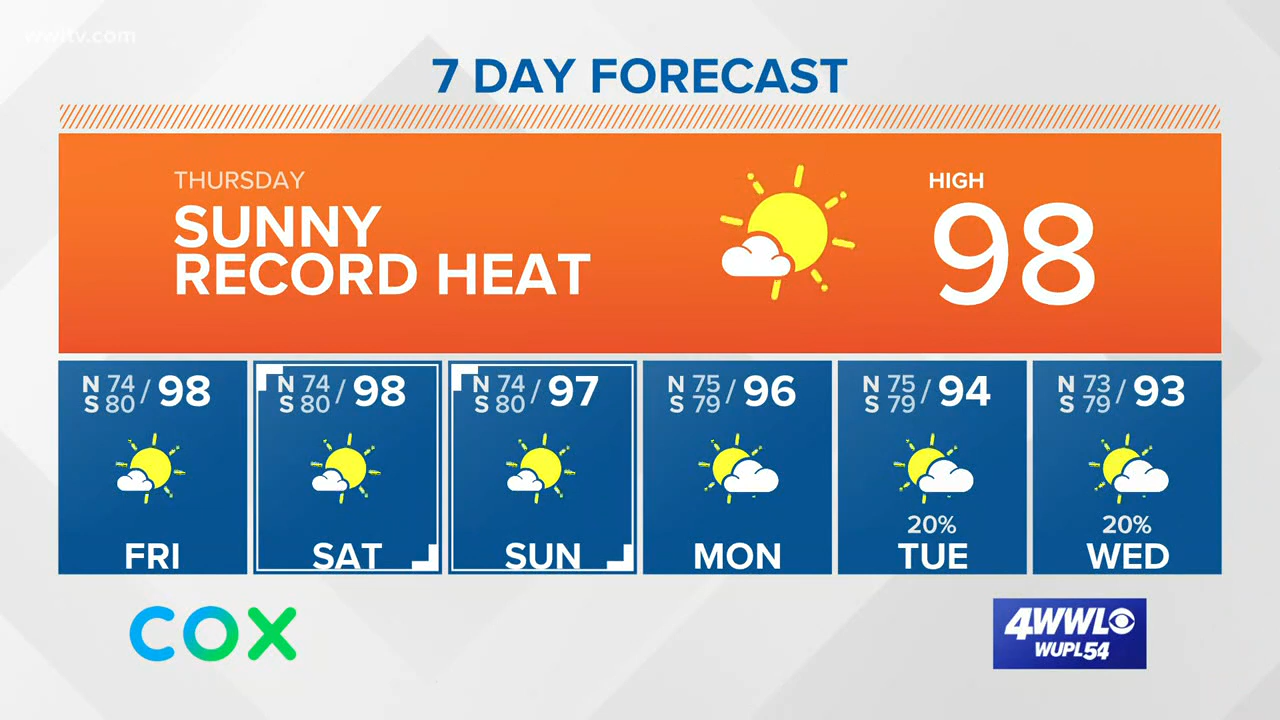 wwltv.com
7 DAY FORECAST
THURSDAY
SUNNY
RECORD HEAT
HIGH
98
N 74 / 98
S 80
FRI
N 74 / 98
S 80
SAT
N 74 / 97
S 80
SUN
N 75 / 96
S 79
MON
N 75 / 94
S 79
20%
TUE
N 73 / 93
S 79
20%
WED
COX
4WWL
WUPL54